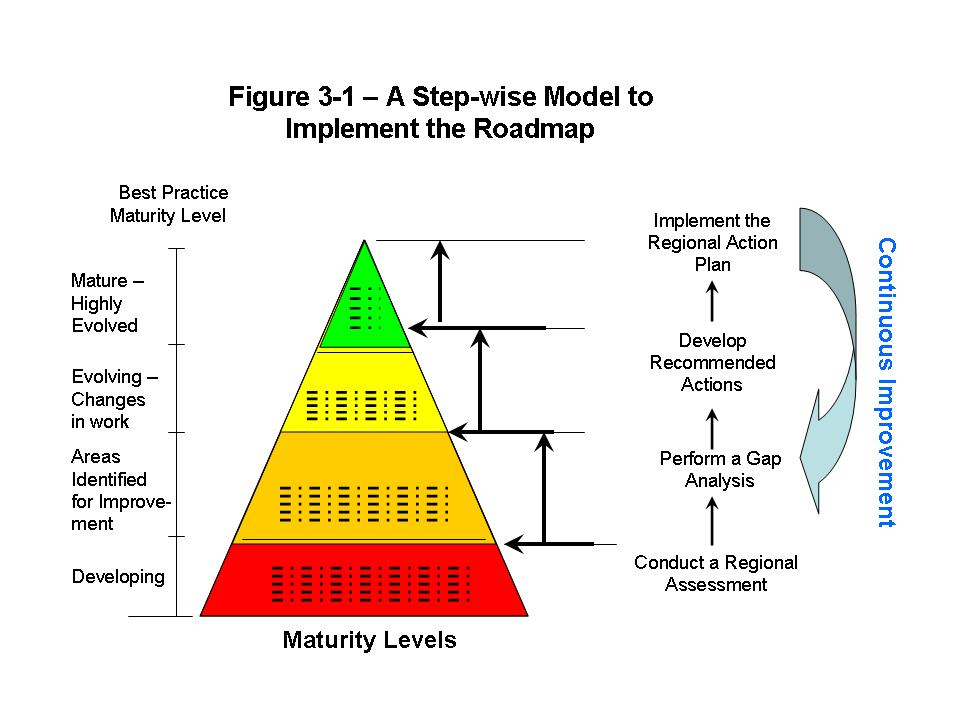 Figure 3-1 – A Step-wise Model to
Implement the Roadmap
Best Practice
Maturity Level
Mature –
Highly
Evolved
Evolving –
Changes
in work
Areas
Identified
for Improve-
ment
Developing
Maturity Levels
Implement the
Regional Action
Plan
Develop
Recommended
Actions
Perform a Gap
Analysis
Conduct a Regional
Assessment
Continuous Improvement